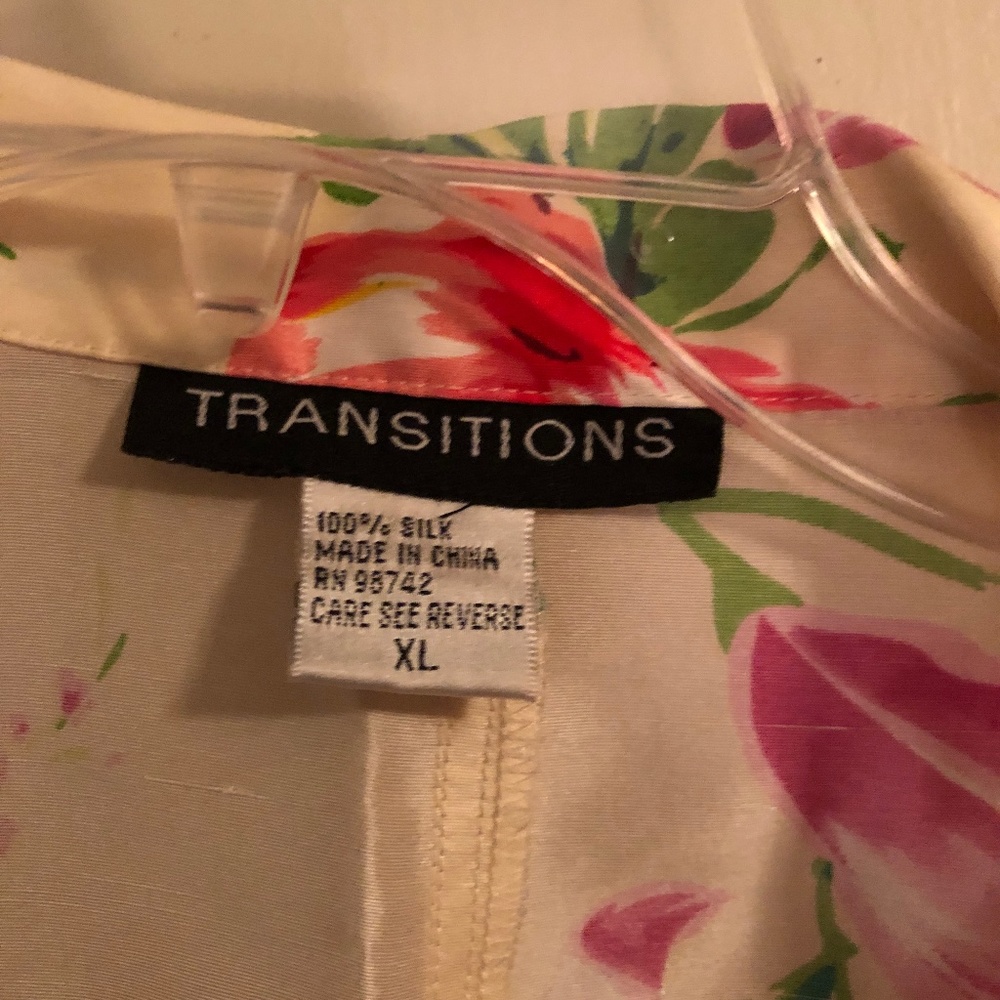 TRANSITIONS
100% SILK
MADE IN CHINA
RN 98742
CARE SEE REVERSE
XL